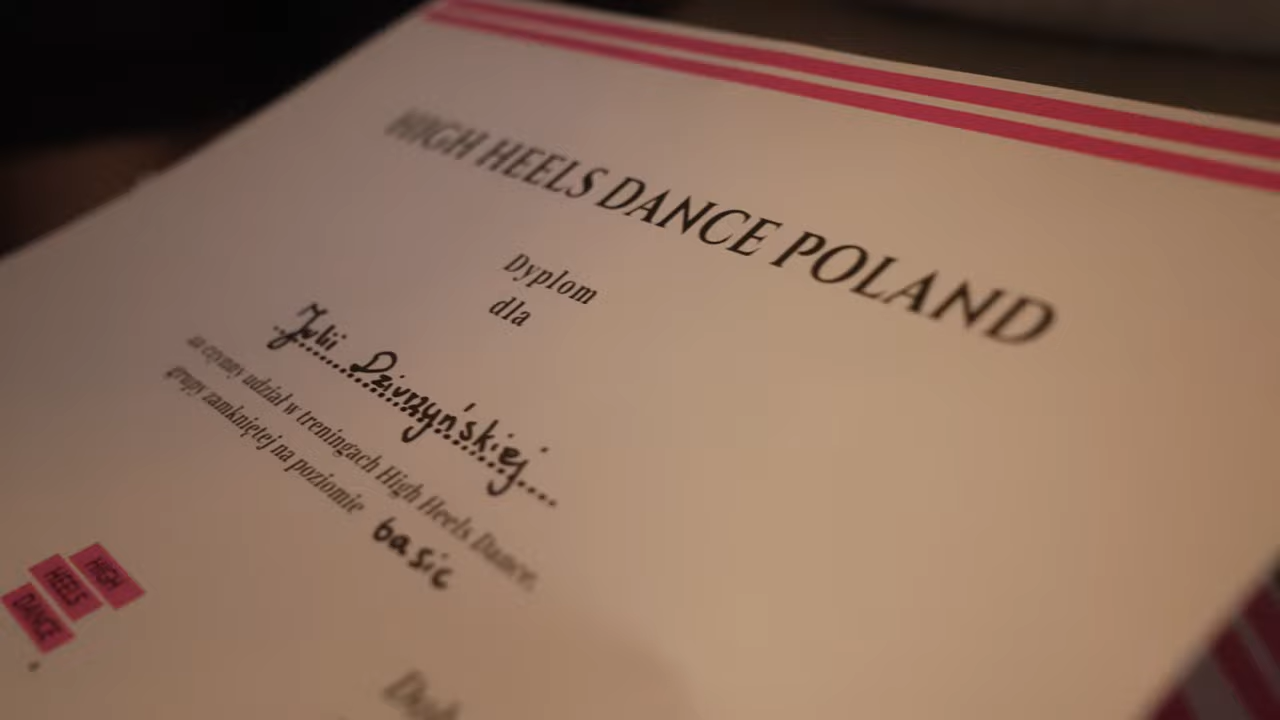 HIGH HEELS DANCE POLAND
Dyplom
dla
Julii Dziurzyńskiej
za czynny udział w treningach High Heels Dance,
grupy zamkniętej na poziomie basic
HIGH
HEELS
DANCE